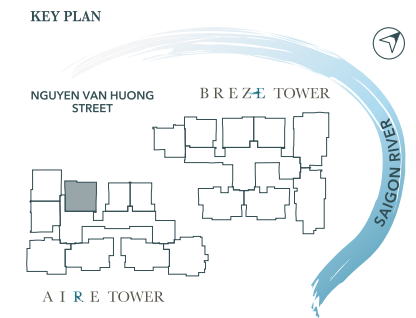 KEY PLAN
NGUYEN VAN HUONG
STREET
BREZE TOWER
SAIGON RIVER
AIRE TOWER